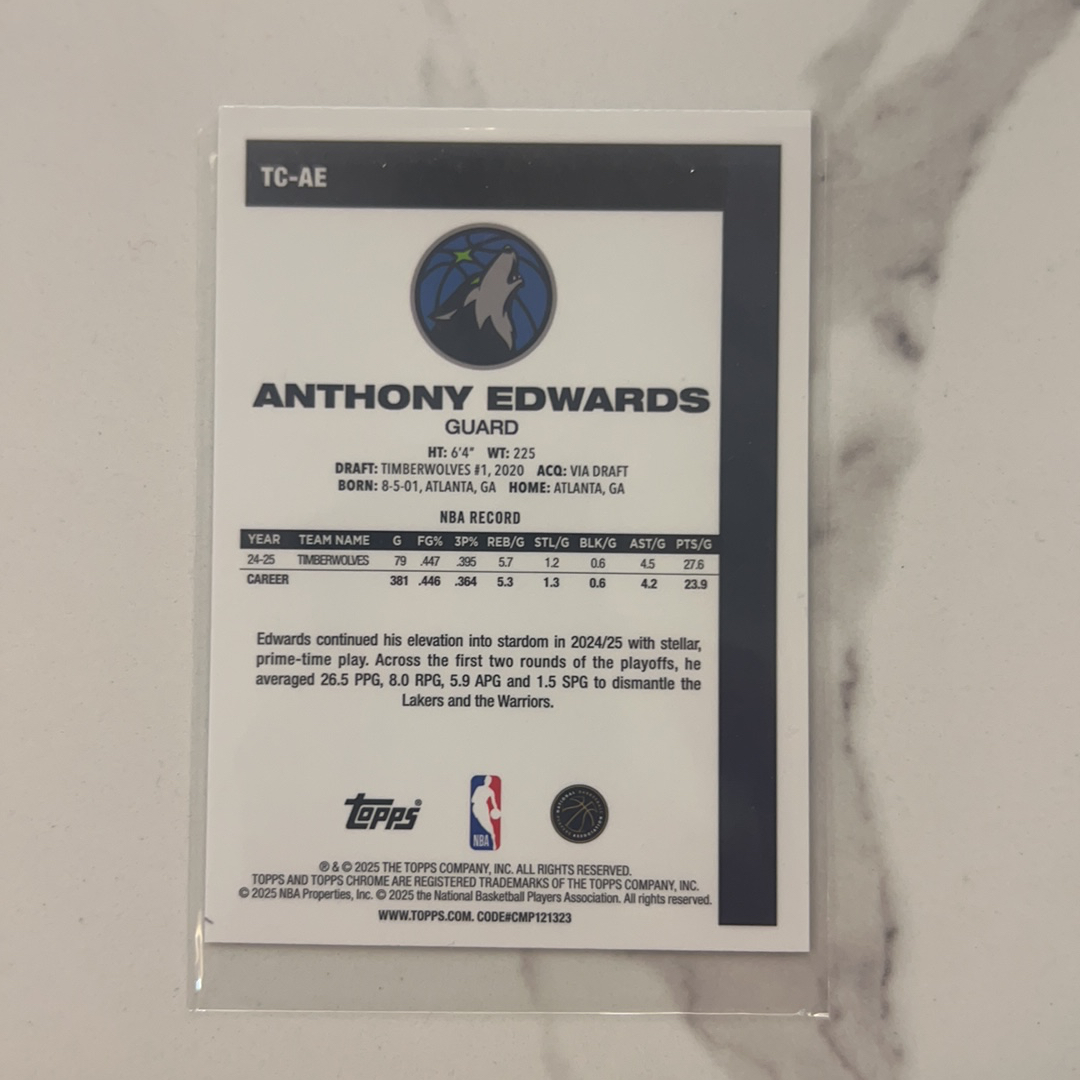 TC-AE
ANTHONY EDWARDS
GUARD
HT: 6'4" WT: 225
DRAFT: TIMBERWOLVES #1, 2020 ACQ: VIA DRAFT
BORN: 8-5-01, ATLANTA, GA HOME: ATLANTA, GA
NBA RECORD
YEAR TEAM NAME G FG% 3P% REB/G STL/G BLK/G AST/G PTS/G
24-25 TIMBERWOLVES 79 .447 .395 5.7 1.2 0.6 4.5 27.6
CAREER 381 .446 .364 5.3 1.3 0.6 4.2 23.9
Edwards continued his elevation into stardom in 2024/25 with stellar,
prime-time play. Across the first two rounds of the playoffs, he
averaged 26.5 PPG, 8.0 RPG, 5.9 APG and 1.5 SPG to dismantle the
Lakers and the Warriors.
Topps®
NBA
® & © 2025 THE TOPPS COMPANY, INC. ALL RIGHTS RESERVED.
TOPPS AND TOPPS CHROME ARE REGISTERED TRADEMARKS OF THE TOPPS COMPANY, INC.
© 2025 NBA Properties, Inc. © 2025 the National Basketball Players Association. All rights reserved.
WWW.TOPPS.COM. CODE#CMP121323